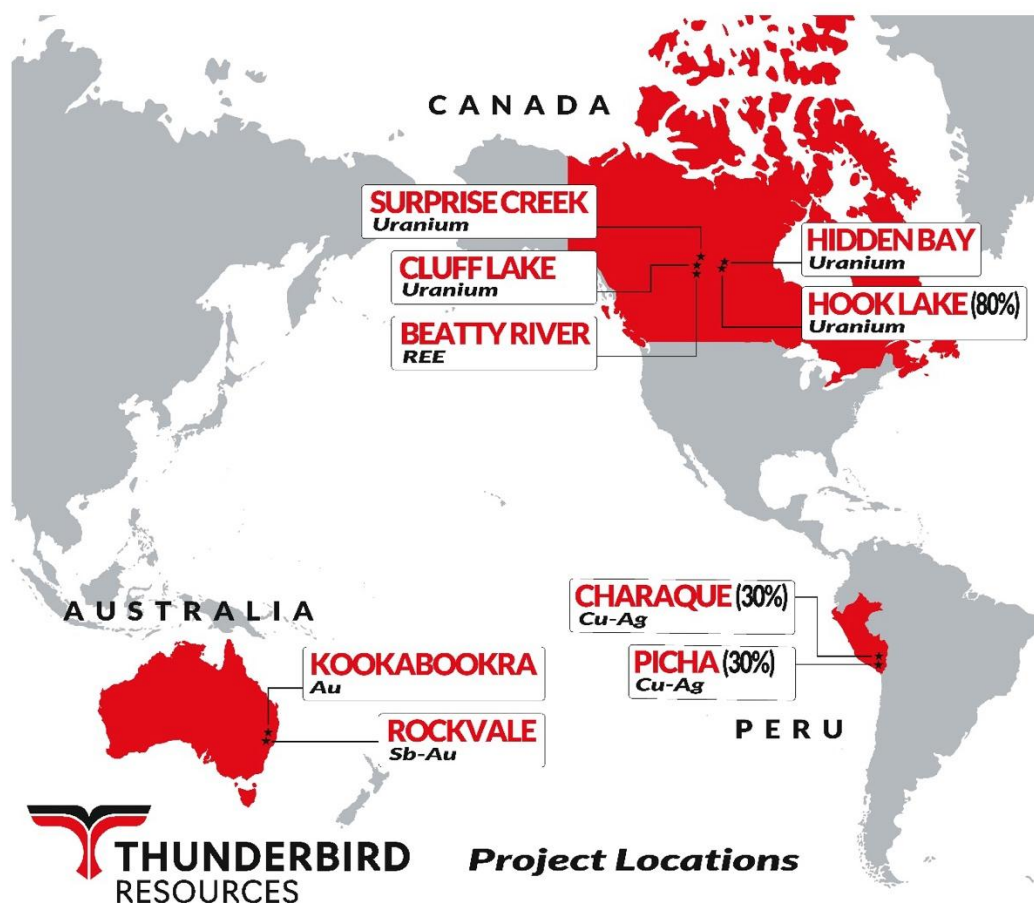 CANADA
SURPRISE CREEK
Uranium
CLUFF LAKE
Uranium
BEATTY RIVER
REE
HIDDEN BAY
Uranium
HOOK LAKE (80%)
Uranium
AUSTRALIA
KOOKABOOKRA
Au
ROCKVALE
Sb-Au
CHARAQUE (30%)
Cu-Ag
PICHA (30%)
Cu-Ag
PERU
THUNDERBIRD
RESOURCES
Project Locations